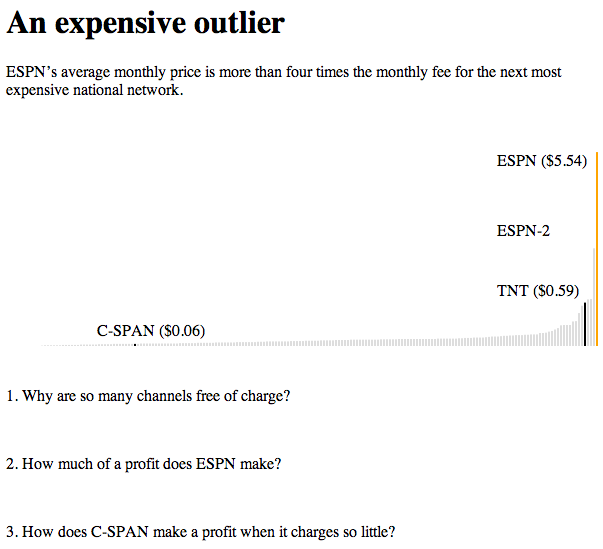 An expensive outlier
ESPN’s average monthly price is more than four times the monthly fee for the next most
expensive national network.
ESPN ($5.54)
ESPN-2
TNT ($0.59)
C-SPAN ($0.06)
1. Why are so many channels free of charge?
2. How much of a profit does ESPN make?
3. How does C-SPAN make a profit when it charges so little?